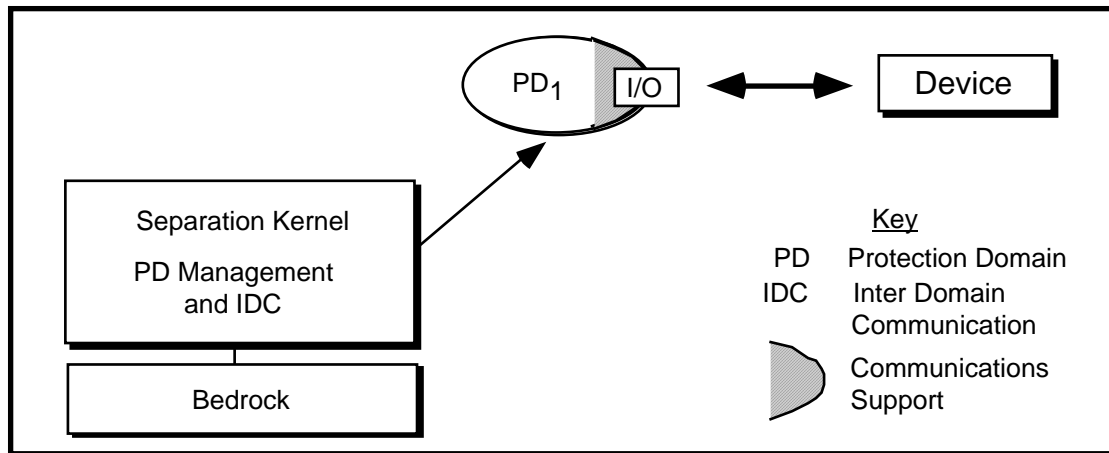 PD1
I/O
Device
Separation Kernel
PD Management
and IDC
Bedrock
Key
PD Protection Domain
IDC Inter Domain
Communication
Communications
Support